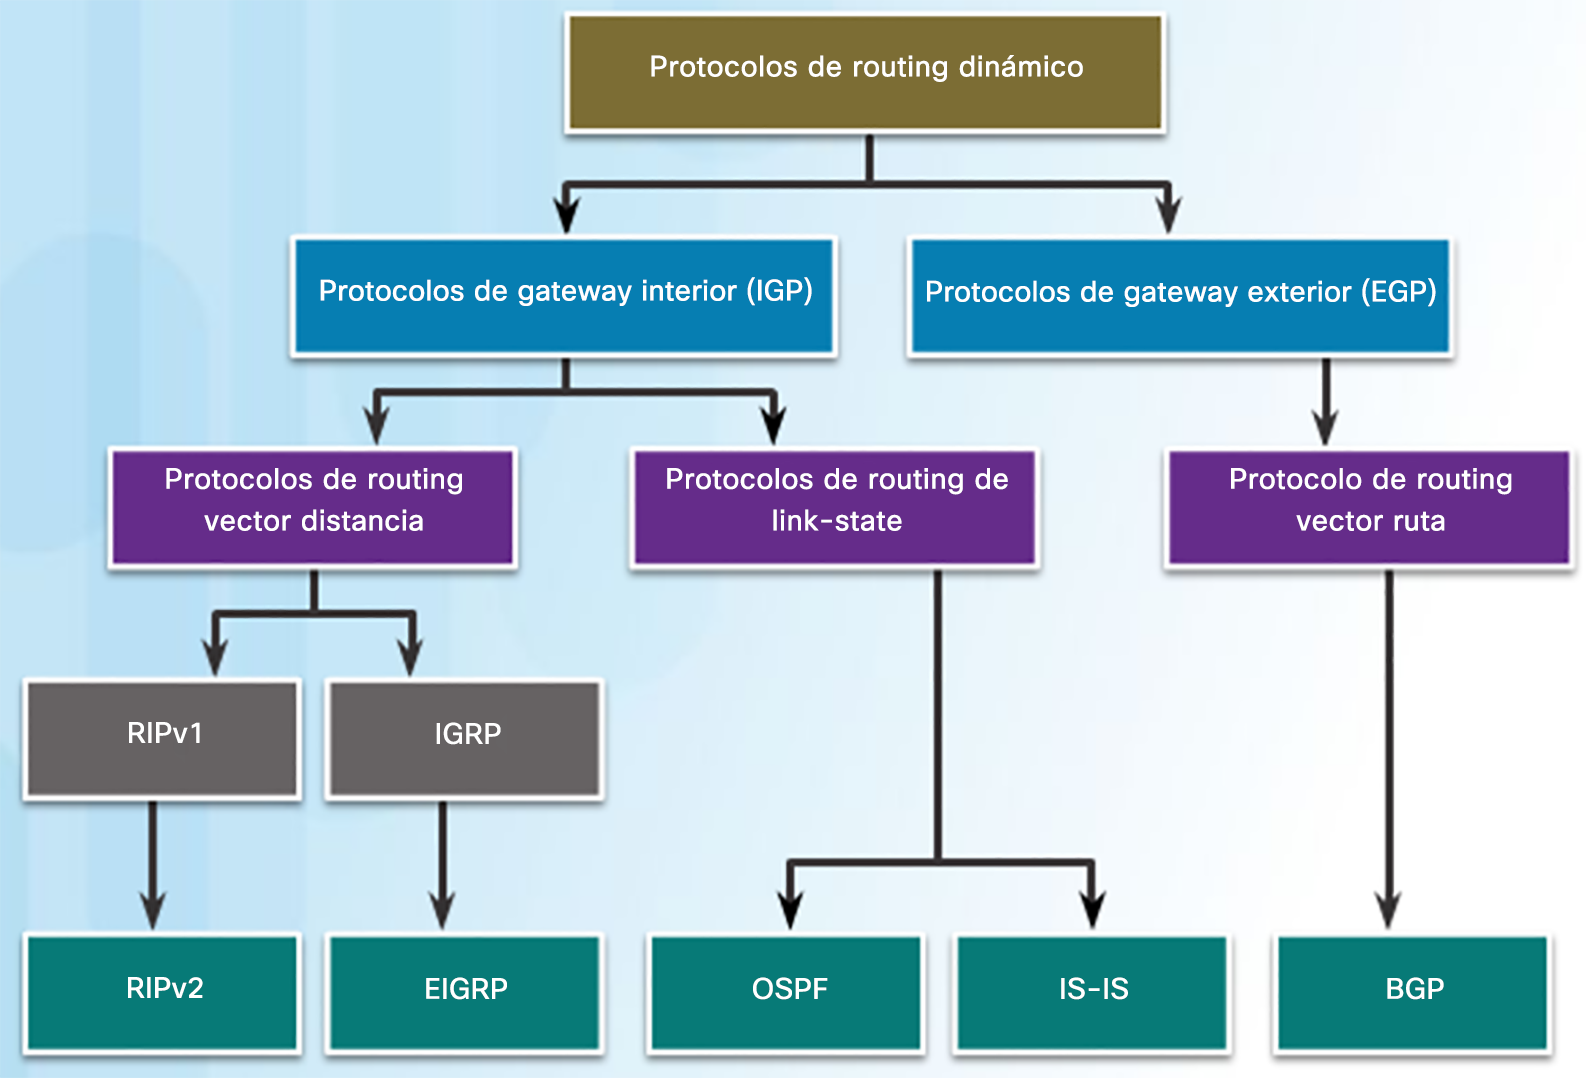 Protocolos de routing dinámico
Protocolos de gateway interior (IGP)
Protocolos de gateway exterior (EGP)
Protocolos de routing
vector distancia
Protocolos de routing de
link-state
Protocolo de routing
vector ruta
RIPv1
IGRP
RIPv2
EIGRP
OSPF
IS-IS
BGP